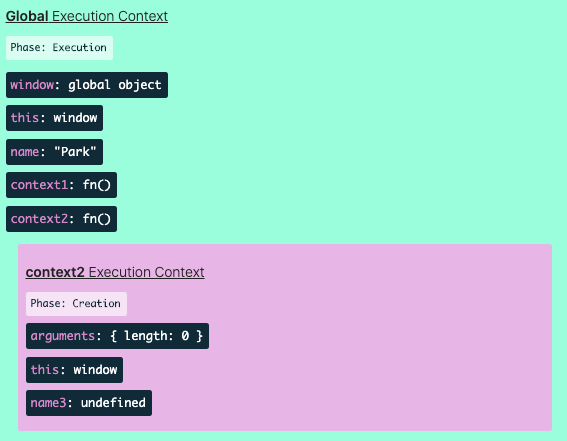 Global Execution Context
Phase: Execution
window: global object
this: window
name: "Park"
context1: fn()
context2: fn()
context2 Execution Context
Phase: Creation
arguments: { length: 0 }
this: window
name3: undefined